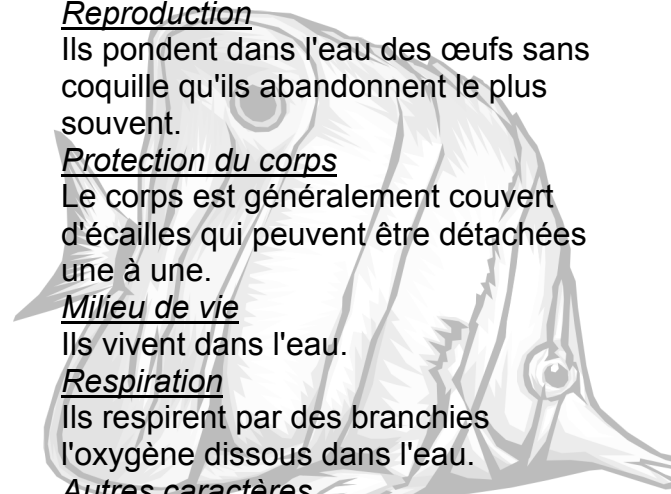 Reproduction
Ils pondent dans l'eau des œufs sans
coquille qu'ils abandonnent le plus
souvent.
Protection du corps
Le corps est généralement couvert
d'écailles qui peuvent être détachées
une à une.
Milieu de vie
Ils vivent dans l'eau.
Respiration
Ils respirent par des branchies
l'oxygène dissous dans l'eau.
Autres caractères